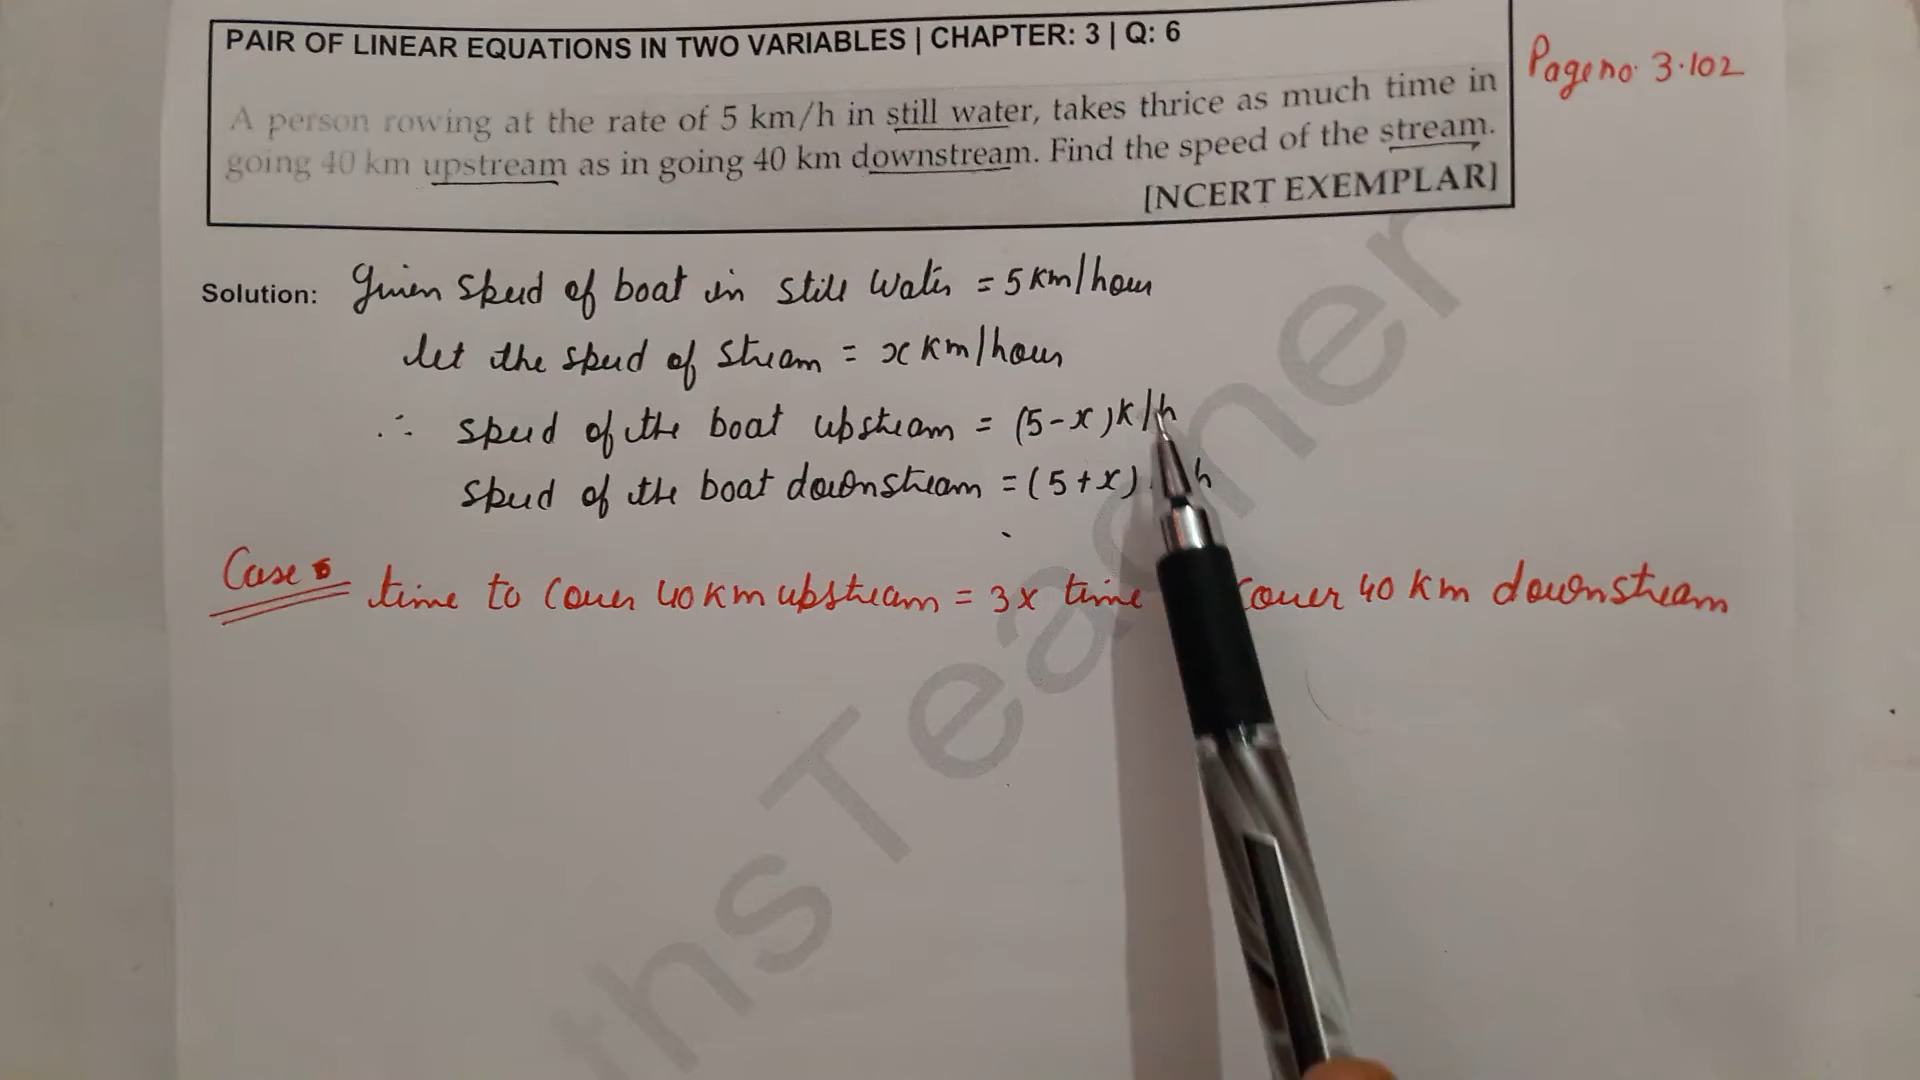 PAIR OF LINEAR EQUATIONS IN TWO VARIABLES | CHAPTER: 3 | Q: 6
Page no. 3.102
A person rowing at the rate of 5 km/h in still water, takes thrice as much time in
going 40 km upstream as in going 40 km downstream. Find the speed of the stream.
[NCERT EXEMPLAR]
Solution: Given speed of boat in still water = 5 km/hour
let the speed of stream = x km/hour
∴ speed of the boat upstream = (5-x) k/h
speed of the boat downstream = (5+x) h
Case time to cover 40 km upstream = 3 x time cover 40 km downstream
thsTeacher